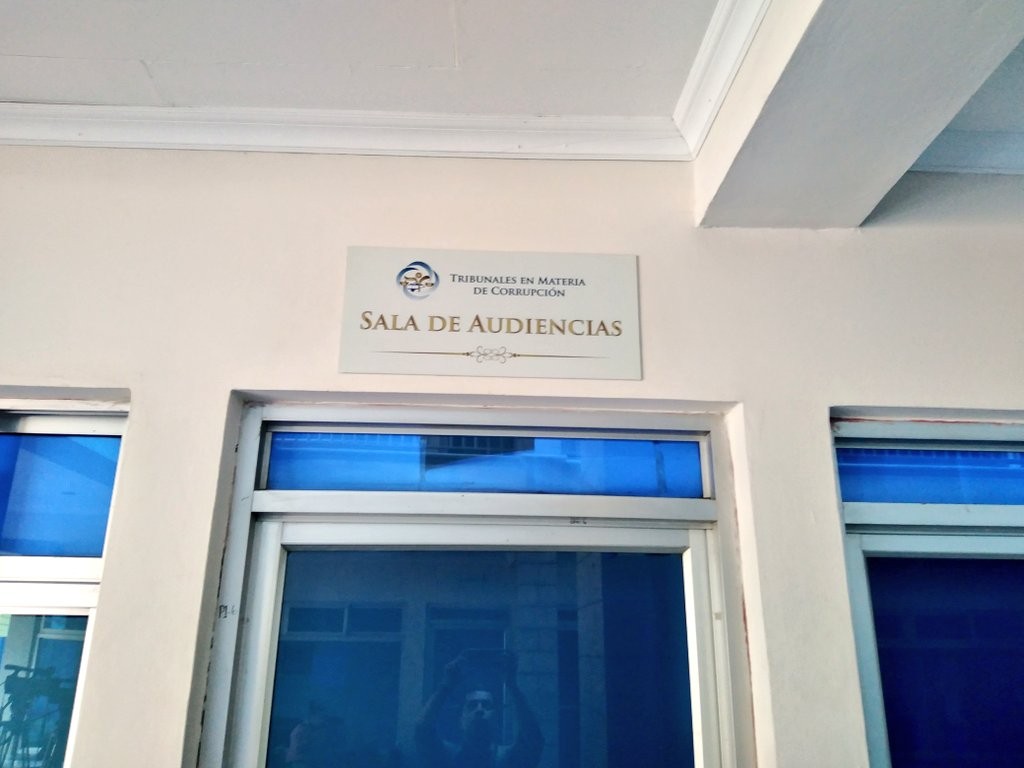 Tribunales en Materia
de Corrupción
Sala de Audiencias